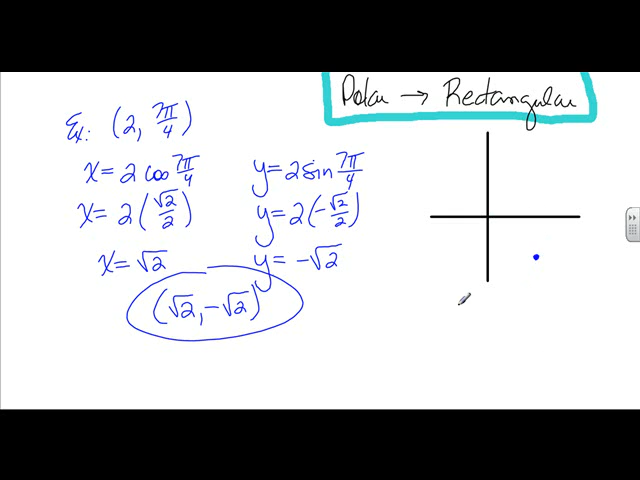 Polar → Rectangular
Ex: (2, 7π/4)
x = 2 cos 7π/4
y = 2 sin 7π/4
x = 2(√2/2)
y = 2(-√2/2)
x = √2
y = -√2
(√2, -√2)